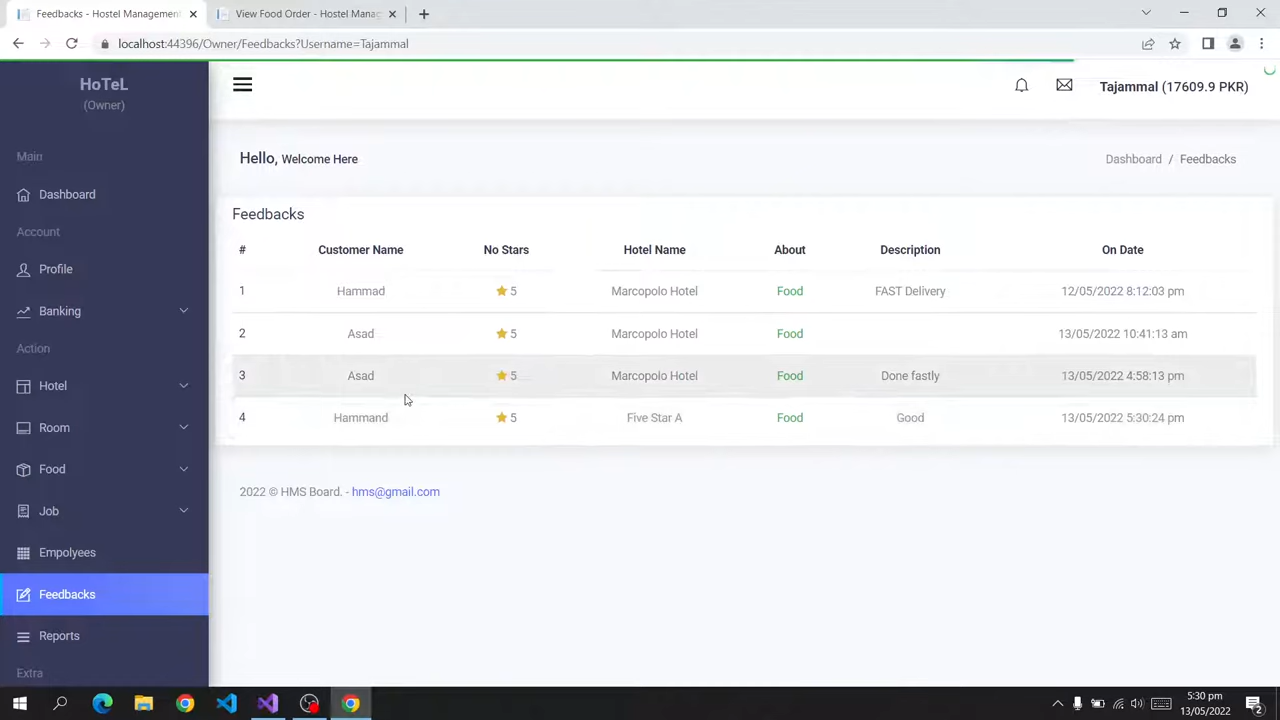 Feedbacks - Hostel Management
View Food Order - Hostel Manag
localhost:44396/Owner/Feedbacks?Username=Tajammal
HoTeL
(Owner)
Tajammal (17609.9 PKR)
Main
Dashboard
Account
Profile
Banking
Action
Hotel
Room
Food
Job
Empolyees
Feedbacks
Reports
Extra
Hello, Welcome Here
Dashboard / Feedbacks
Feedbacks
# Customer Name No Stars Hotel Name About Description On Date
1 Hammad 5 Marcopolo Hotel Food FAST Delivery 12/05/2022 8:12:03 pm
2 Asad 5 Marcopolo Hotel Food 13/05/2022 10:41:13 am
3 Asad 5 Marcopolo Hotel Food Done fastly 13/05/2022 4:58:13 pm
4 Hammand 5 Five Star A Food Good 13/05/2022 5:30:24 pm
2022 © HMS Board. - hms@gmail.com
5:30 pm
13/05/2022
2